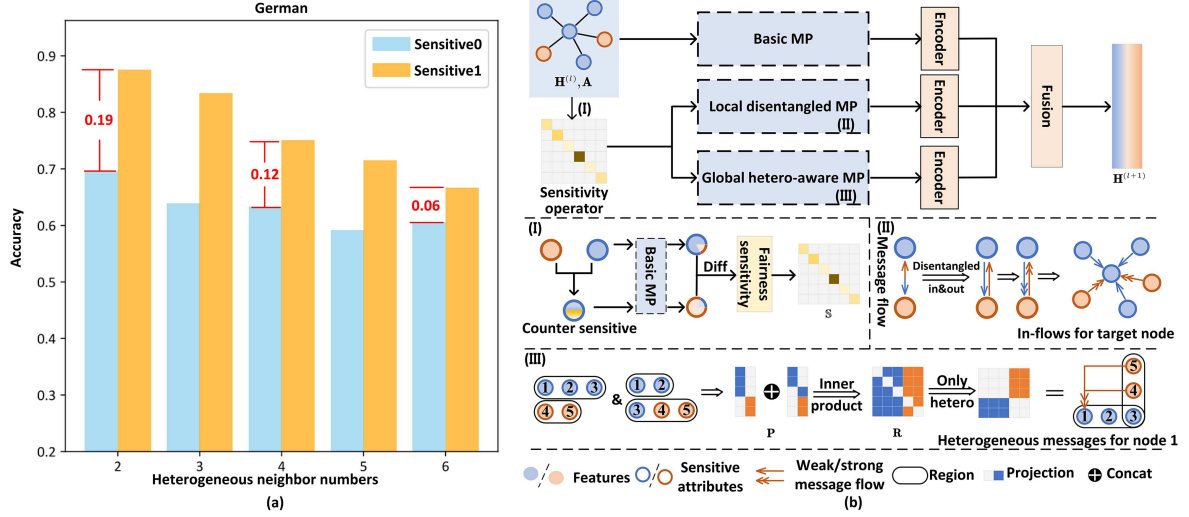 German
Accuracy
0.9
0.8
0.7
0.6
0.5
0.4
0.3
0.2
Sensitive0
Sensitive1
0.19
0.12
0.06
2 3 4 5 6
Heterogeneous neighbor numbers
(a)
H^(l), A
(I)
Sensitivity
operator
Basic MP
Local disentangled MP
(II)
Global hetero-aware MP
(III)
Encoder
Encoder
Encoder
Fusion
H^(l+1)
(I)
Counter sensitive
Basic MP
Diff
Fairness
sensitivity
𝕊
(II)
Message flow
Disentangled
in&out
In-flows for target node
(III)
1 2 3
4 5
&
1 2
3 4 5
P
Inner
product
R
Only
hetero
5
4
1 2 3
Heterogeneous messages for node 1
Features
Sensitive
attributes
Weak/strong
message flow
Region
Projection
Concat
(b)